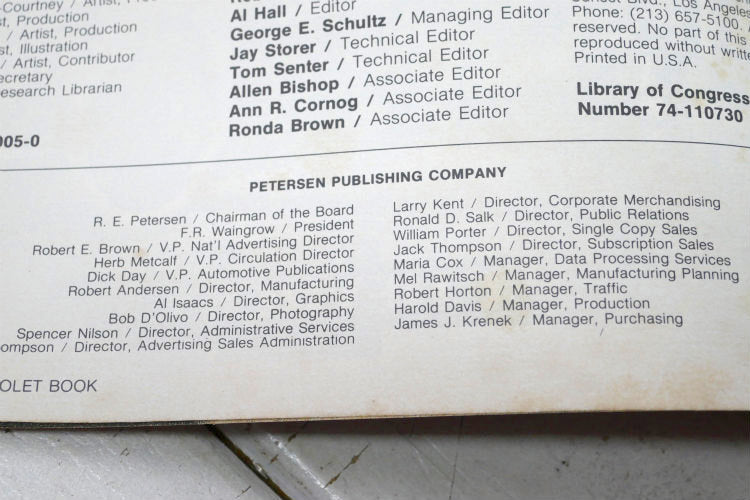 Artist, Production
Artist, Production
Illustration
Artist, Contributor
Research Librarian
005-0
Al Hall / Editor
George E. Schultz / Managing Editor
Jay Storer / Technical Editor
Tom Senter / Technical Editor
Allen Bishop / Associate Editor
Ann R. Cornog / Associate Editor
Ronda Brown / Associate Editor
Los Angeles
Phone: (213) 657-5100.
reserved. No part of this
reproduced without
Printed in U.S.A.
Library of Congress
Number 74-110730
PETERSEN PUBLISHING COMPANY
R. E. Petersen / Chairman of the Board
F.R. Waingrow / President
Robert E. Brown / V.P. Nat'l Advertising Director
Herb Metcalf / V.P. Circulation Director
Dick Day / V.P. Automotive Publications
Robert Andersen / Director, Manufacturing
Al Isaacs / Director, Graphics
Bob D'Olivo / Director, Photography
Spencer Nilson / Director, Administrative Services
ompson / Director, Advertising Sales Administration
Larry Kent / Director, Corporate Merchandising
Ronald D. Salk / Director, Public Relations
William Porter / Director, Single Copy Sales
Jack Thompson / Director, Subscription Sales
Maria Cox / Manager, Data Processing Services
Mel Rawitsch / Manager, Manufacturing Planning
Robert Horton / Manager, Traffic
Harold Davis / Manager, Production
James J. Krenek / Manager, Purchasing
OLET BOOK